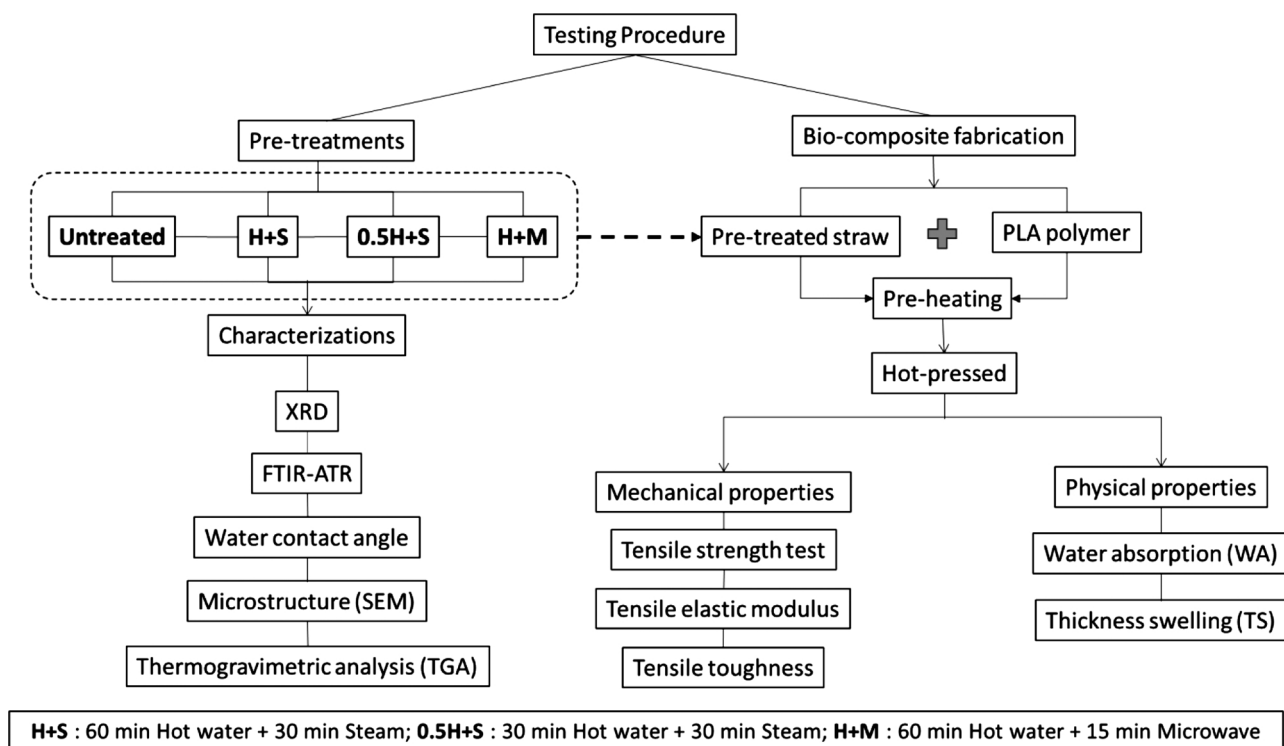 Testing Procedure
Pre-treatments
Bio-composite fabrication
Untreated
H+S
0.5H+S
H+M
Pre-treated straw
PLA polymer
Pre-heating
Characterizations
Hot-pressed
XRD
FTIR-ATR
Water contact angle
Microstructure (SEM)
Thermogravimetric analysis (TGA)
Mechanical properties
Tensile strength test
Tensile elastic modulus
Tensile toughness
Physical properties
Water absorption (WA)
Thickness swelling (TS)
H+S : 60 min Hot water + 30 min Steam; 0.5H+S : 30 min Hot water + 30 min Steam; H+M : 60 min Hot water + 15 min Microwave